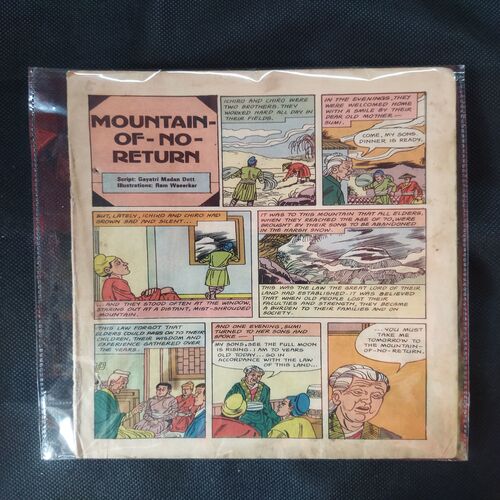 MOUNTAIN-
OF-NO-
RETURN
Script: Gayatri Madan Dutt
Illustrations: Ram Waeerkar
ICHIRO AND CHIRO WERE
TWO BROTHERS. THEY
WORKED HARD ALL DAY IN
THEIR FIELDS.
IN THE EVENINGS, THEY
WERE WELCOMED HOME
WITH A SMILE BY THEIR
DEAR OLD MOTHER, —
SUMI.
COME, MY SONS,
DINNER IS
READY.
BUT, LATELY, ICHIRO AND CHIRO HAD
GROWN SAD AND SILENT...
...AND THEY STOOD OFTEN AT THE WINDOW,
STARING OUT AT A DISTANT, MIST-SHROUDED
MOUNTAIN.
IT WAS TO THIS MOUNTAIN THAT ALL ELDERS,
WHEN THEY REACHED THE AGE OF 70, WERE
BROUGHT BY THEIR SONS TO BE ABANDONED
IN THE HARSH SNOW.
THIS WAS THE LAW THE GREAT LORD OF THEIR
LAND HAD ESTABLISHED. IT WAS BELIEVED
THAT WHEN OLD PEOPLE LOST THEIR
FACULTIES AND STRENGTH, THEY BECAME
A BURDEN TO THEIR FAMILIES AND ON
SOCIETY.
THIS LAW FORGOT THAT
ELDERS COULD PASS ON TO THEIR
CHILDREN, THEIR WISDOM AND
EXPERIENCE GATHERED OVER
THE YEARS...
AND ONE EVENING, SUMI
TURNED TO HER SONS AND
SPOKE —
MY SONS, SEE THE FULL MOON
IS RISING. I AM 70 YEARS
OLD TODAY... SO IN
ACCORDANCE WITH THE LAW
OF THIS LAND...
...YOU MUST
TAKE ME
TOMORROW TO
THE MOUNTAIN-
OF-NO-RETURN.